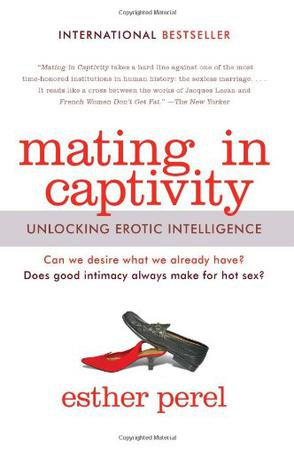 INTERNATIONAL BESTSELLER
"Mating in Captivity takes a hard line against one of the most
time-honored institutions in human history: the sexless marriage. . . .
It reads like a cross between the works of Jacques Lacan and
French Women Don't Get Fat." —The New Yorker
mating in
captivity
UNLOCKING EROTIC INTELLIGENCE
Can we desire what we already have?
Does good intimacy always make for hot sex?
esther perel
Copyrighted Material